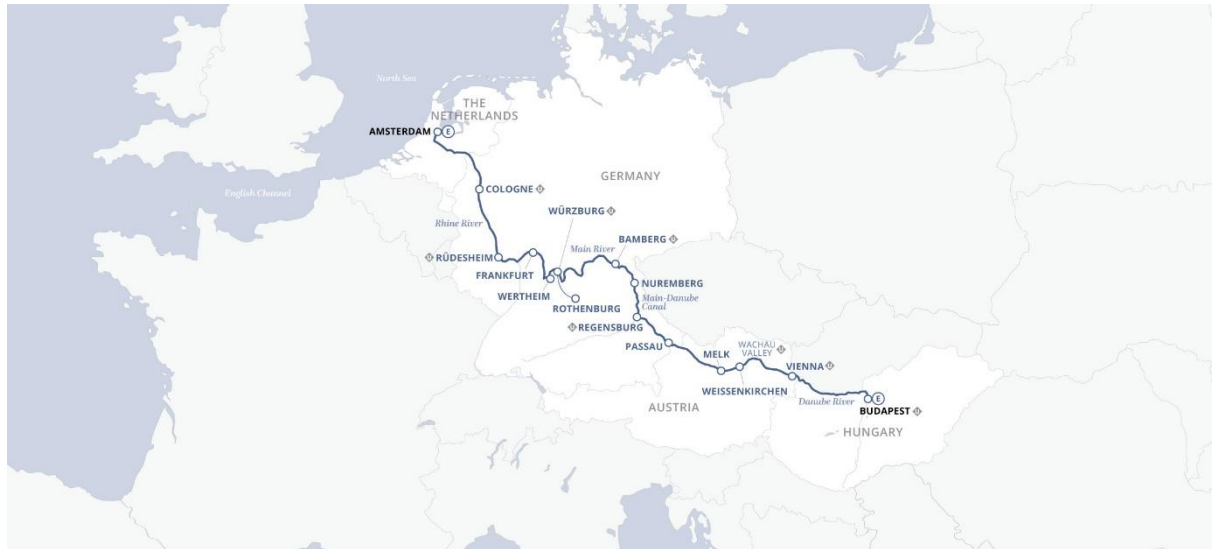 North Sea
THE
NETHERLANDS
AMSTERDAM E
GERMANY
English Channel
COLOGNE U
WÜRZBURG U
Rhine River
Main River
BAMBERG U
U RÜDESHEIM
FRANKFURT
NUREMBERG
WERTHEIM
Main-Danube
Canal
ROTHENBURG
U REGENSBURG
PASSAU
MELK
WACHAU
VALLEY U
VIENNA U
WEISSENKIRCHEN
Danube River
E
AUSTRIA
BUDAPEST U
HUNGARY